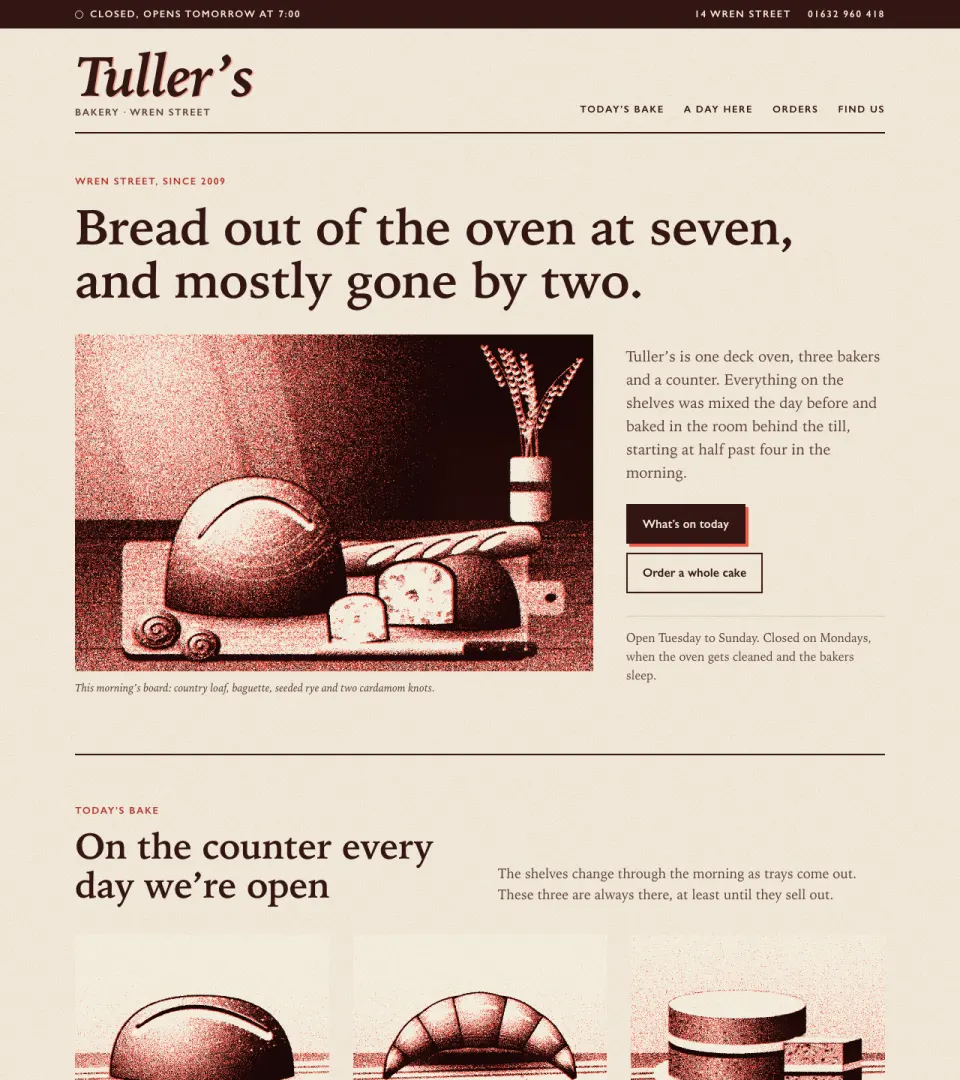 CLOSED, OPENS TOMORROW AT 7:00
14 WREN STREET 01632 960 418
Tuller’s
BAKERY · WREN STREET
TODAY’S BAKE A DAY HERE ORDERS FIND US
WREN STREET, SINCE 2009
Bread out of the oven at seven,
and mostly gone by two.
Tuller’s is one deck oven, three bakers
and a counter. Everything on the
shelves was mixed the day before and
baked in the room behind the till,
starting at half past four in the
morning.
What’s on today
Order a whole cake
Open Tuesday to Sunday. Closed on Mondays,
when the oven gets cleaned and the bakers
sleep.
This morning’s board: country loaf, baguette, seeded rye and two cardamom knots.
TODAY’S BAKE
On the counter every
day we’re open
The shelves change through the morning as trays come out.
These three are always there, at least until they sell out.